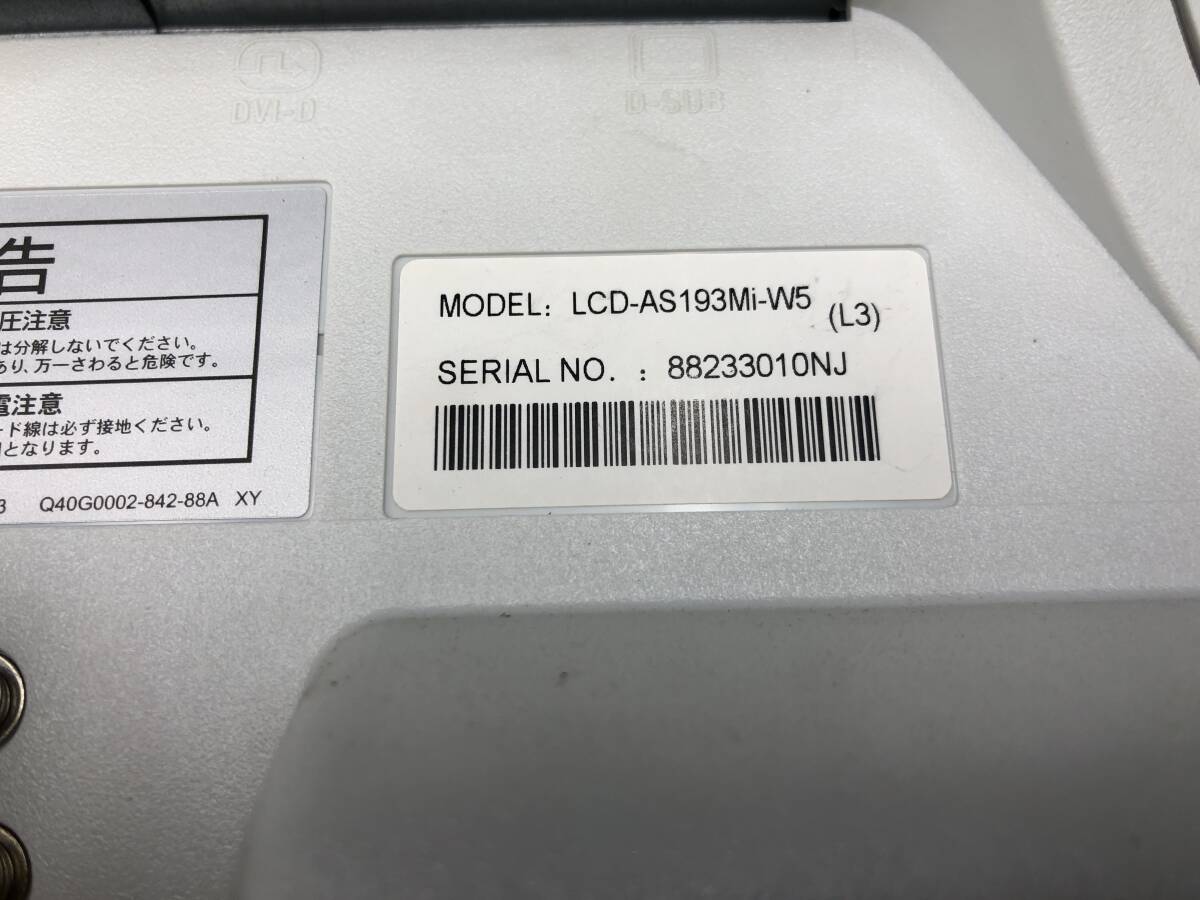 DVI-D
D-SUB
告
圧注意
は分解しないでください。
あり、万一さわると危険です。
電注意
ード線は必ず接地ください。
となります。
3 Q40G0002-842-88A XY
MODEL: LCD-AS193Mi-W5 (L3)
SERIAL NO. : 88233010NJ